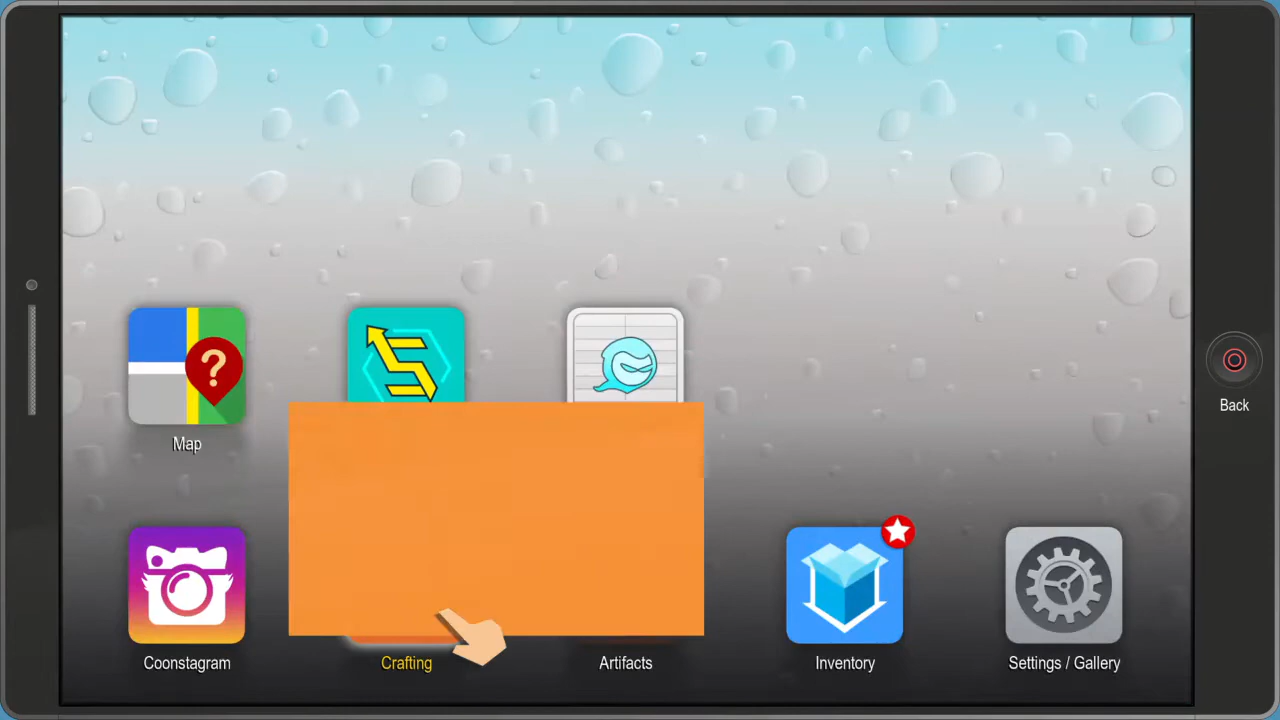 ?
Map
Back
Coonstagram
Crafting
Artifacts
Inventory
Settings / Gallery